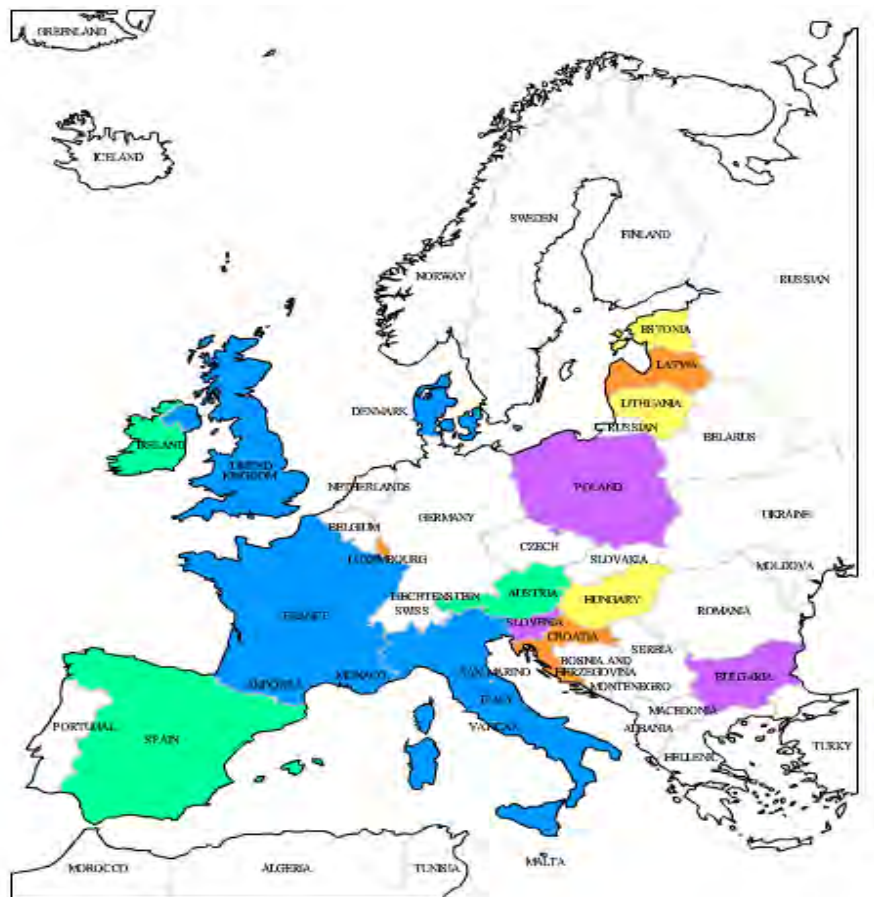 GREENLAND
ICELAND
SWEDEN
FINLAND
NORWAY
RUSSIAN
ESTONIA
LATVIA
LITHUANIA
RUSSIAN
DENMARK
BELARUS
IRELAND
UNITED
KINGDOM
NETHERLANDS
POLAND
GERMANY
UKRAINE
BELGIUM
CZECH
LUXEMBOURG
SLOVAKIA
MOLDOVA
LIECHTENSTEIN
AUSTRIA
HUNGARY
SWISS
ROMANIA
FRANCE
SLOVENIA
CROATIA
SERBIA
BOSNIA AND
HERZEGOVINA
SAN MARINO
MONACO
BULGARIA
ANDORRA
MONTENEGRO
ITALY
MACEDONIA
PORTUGAL
VATICAN
ALBANIA
SPAIN
TURKY
HELLENIC
MALTA
MOROCCO
ALGERIA
TUNISIA